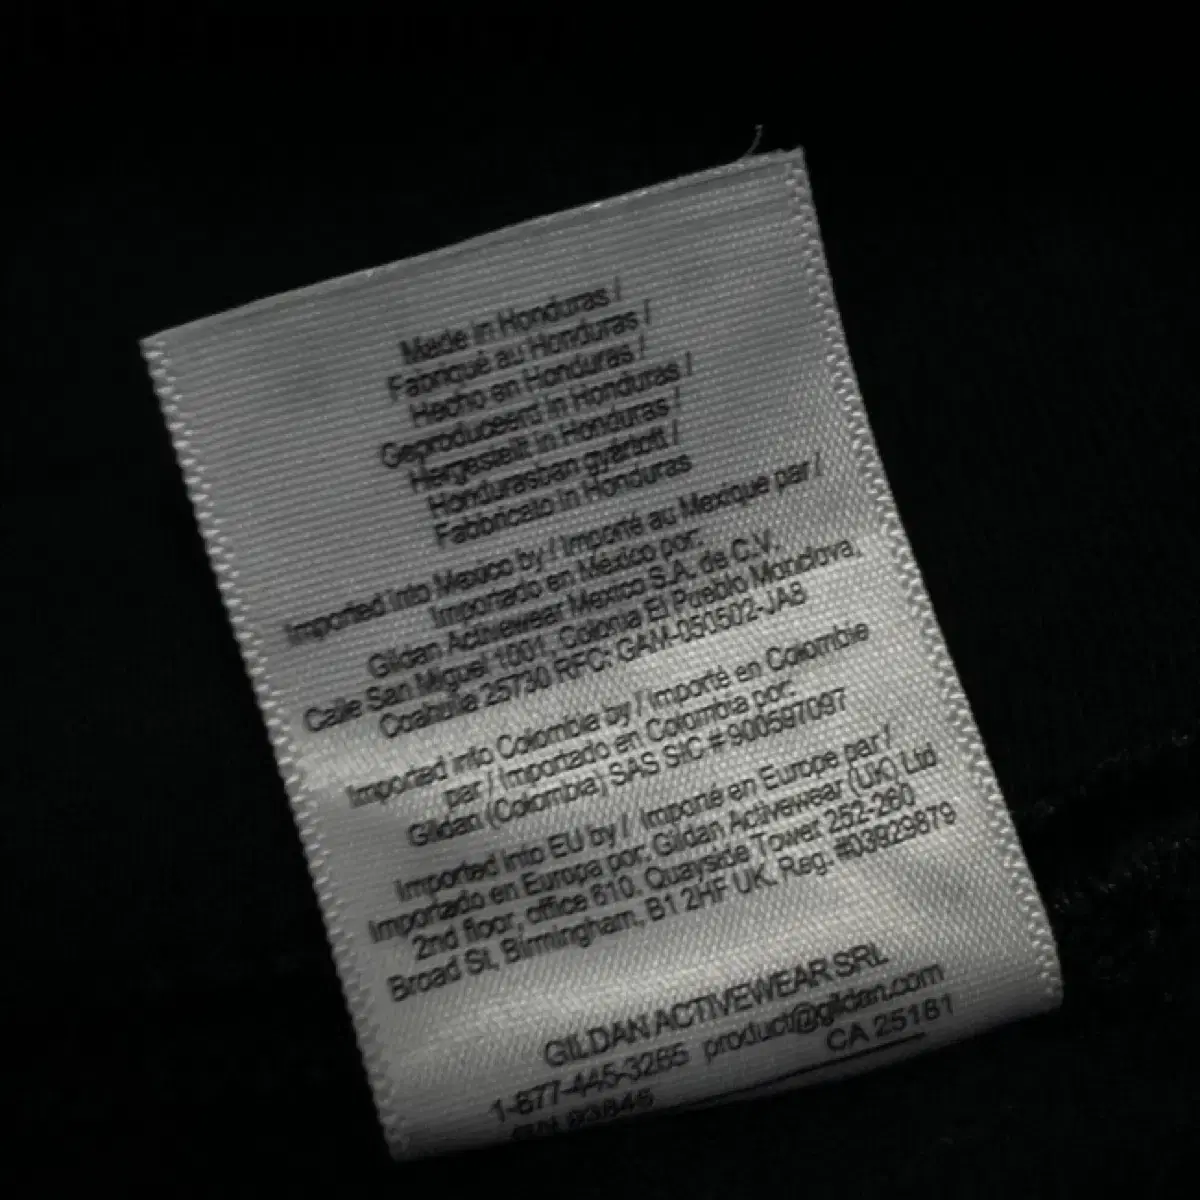 Made in Honduras /
Fabriqué au Honduras /
Hecho en Honduras /
Geproduceerd in Honduras /
Hergestellt in Honduras /
Hondurasban gyártott /
Fabbricato in Honduras
Imported into Mexico by / Importé au Mexique par /
Importado en México por:
Gildan Activewear Mexico S.A. de C.V.
Calle San Miguel 1001, Colonia El Pueblo Monclova,
Coahuila 25730 RFC: GAM-050502-JA8
Imported into Colombia by / Importé en Colombie
par / Importado en Colombia por:
Gildan (Colombia) SAS SIC # 900597097
Imported into EU by / Importé en Europe par /
Importado en Europa por: Gildan Activewear (UK) Ltd
2nd floor, office 610, Quayside Tower 252-260
Broad St, Birmingham, B1 2HF UK. Reg. #03929879
GILDAN ACTIVEWEAR SRL
1-877-445-3265 product@gildan.com
CA 25181
93846